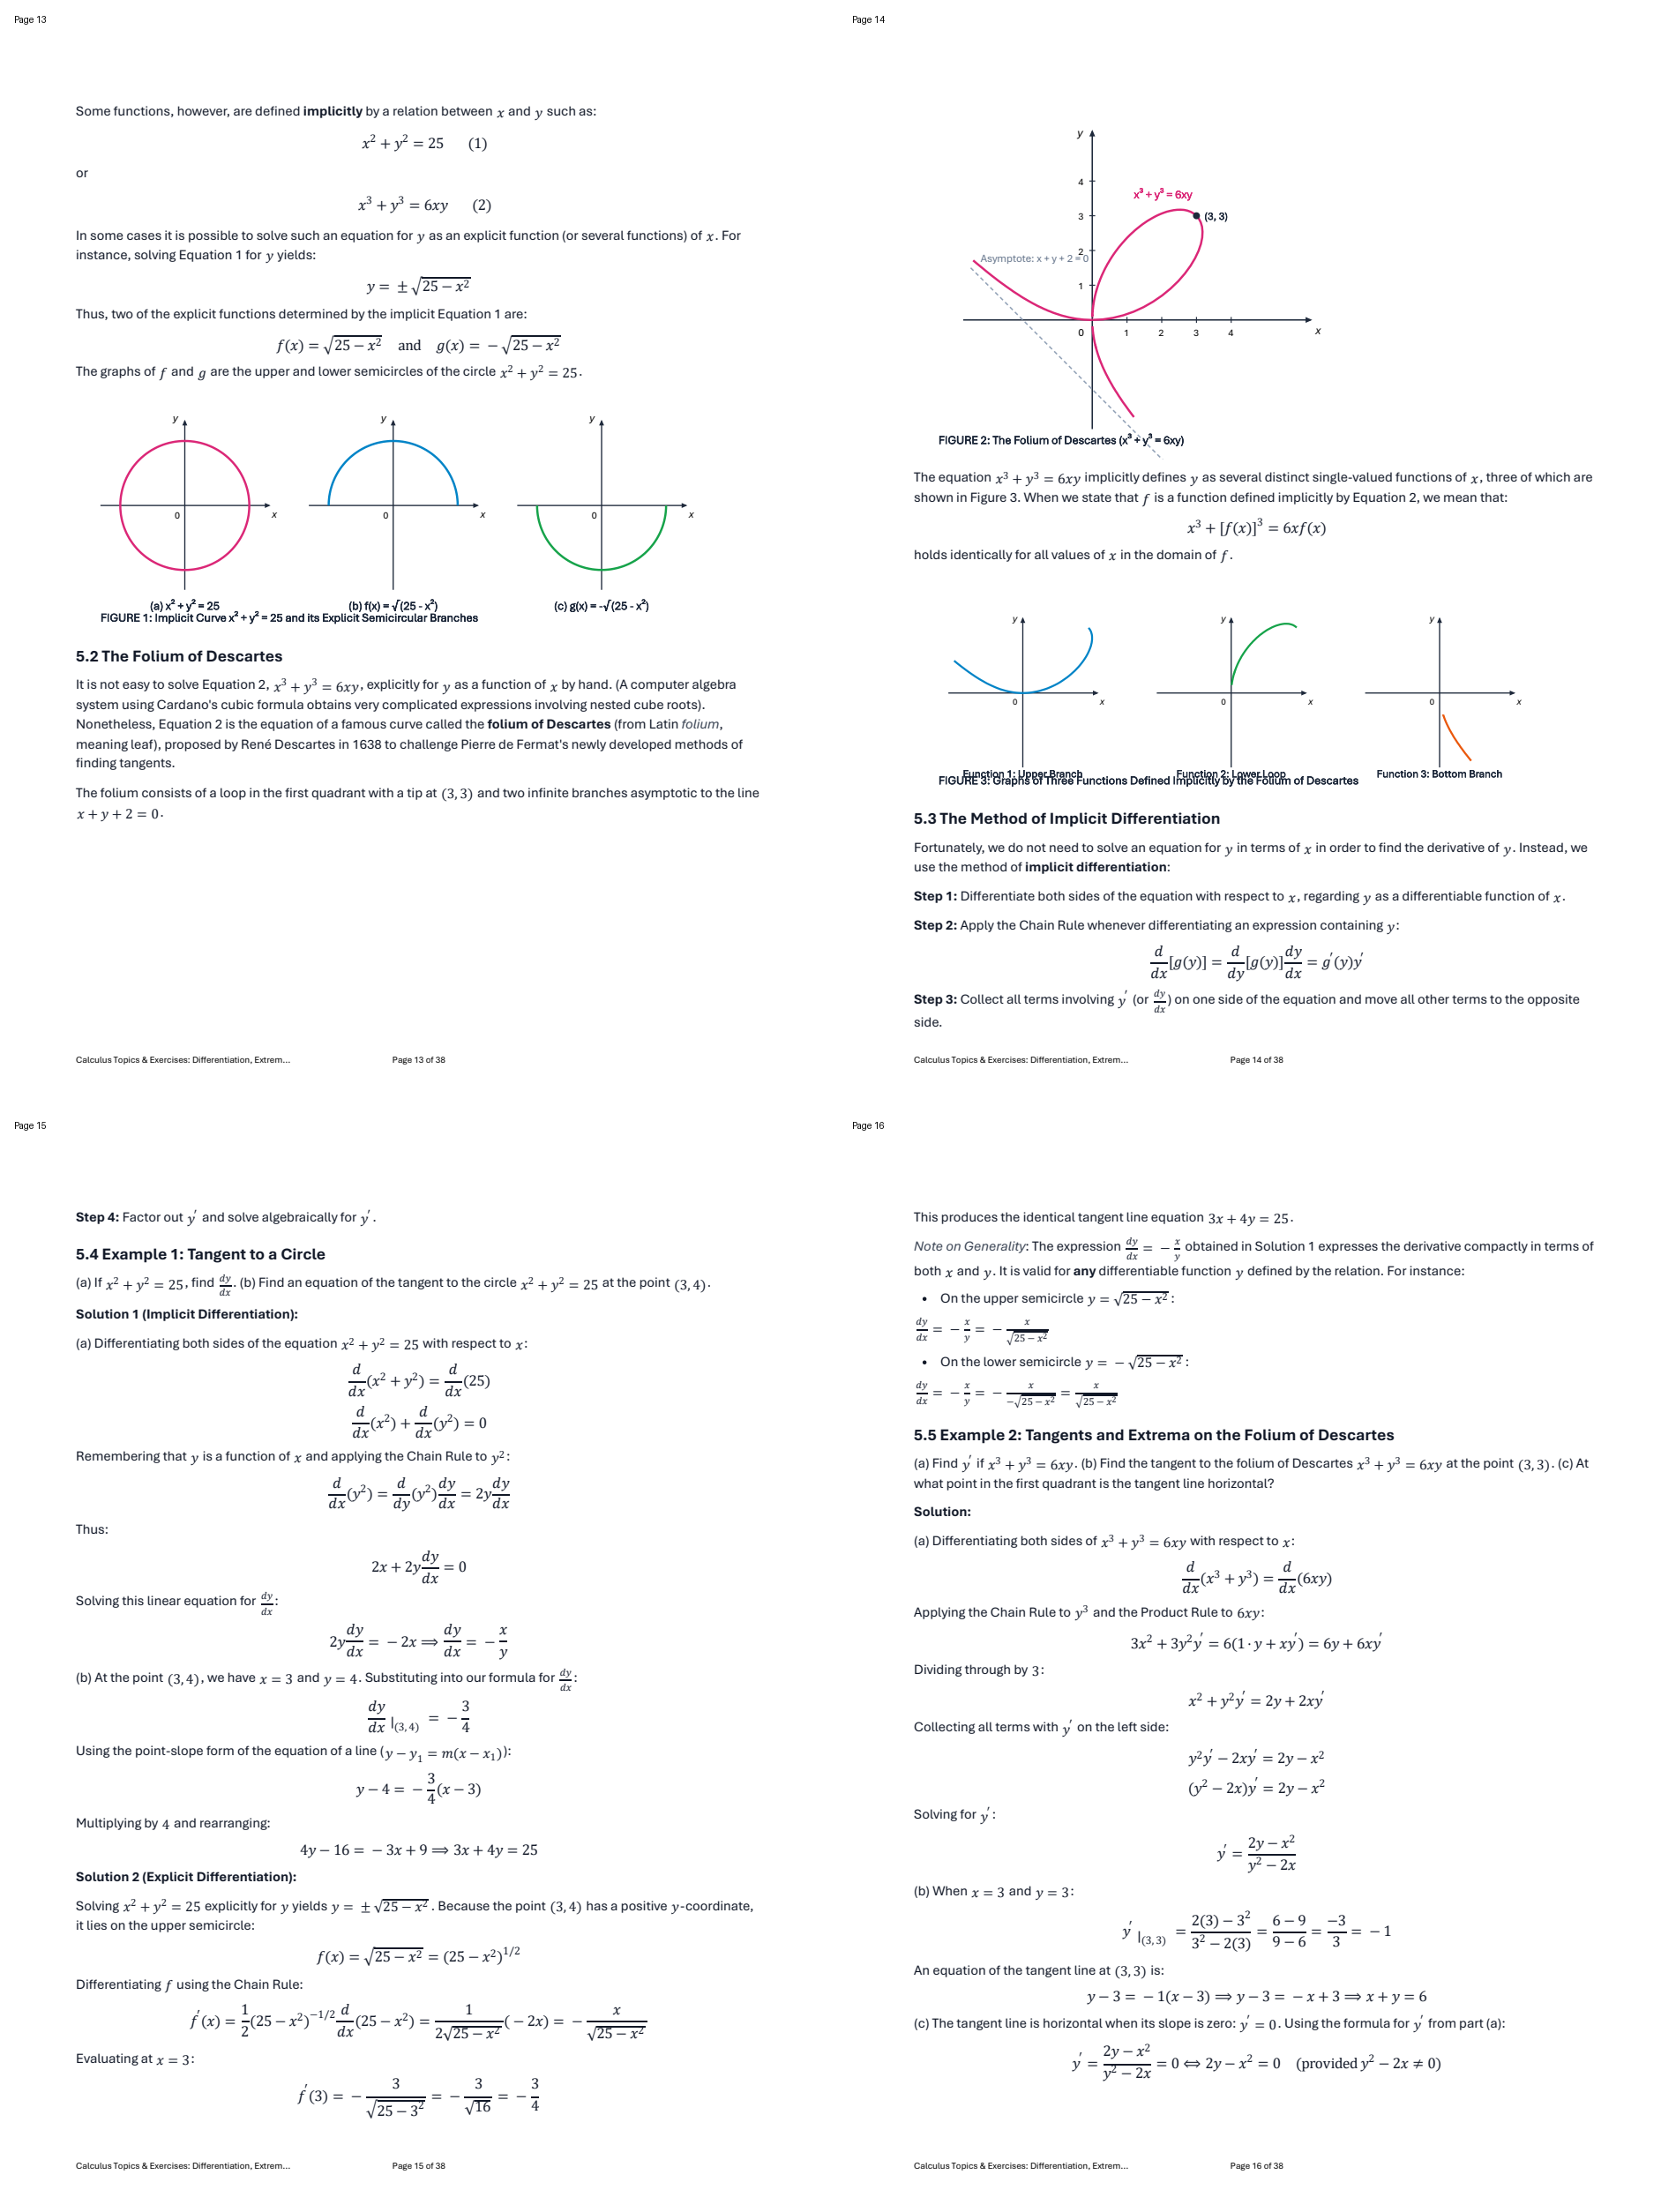 Page 13
Some functions, however, are defined implicitly by a relation between x and y such as:
x² + y² = 25 (1)
or
x³ + y³ = 6xy (2)
In some cases it is possible to solve such an equation for y as an explicit function (or several functions) of x. For
instance, solving Equation 1 for y yields:
y = ±√(25 − x²)
Thus, two of the explicit functions determined by the implicit Equation 1 are:
f(x) = √(25 − x²) and g(x) = −√(25 − x²)
The graphs of f and g are the upper and lower semicircles of the circle x² + y² = 25.
y y y
x x x
0 0 0
(a) x² + y² = 25 (b) f(x) = √(25 - x²) (c) g(x) = -√(25 - x²)
FIGURE 1: Implicit Curve x² + y² = 25 and its Explicit Semicircular Branches
5.2 The Folium of Descartes
It is not easy to solve Equation 2, x³ + y³ = 6xy, explicitly for y as a function of x by hand. (A computer algebra
system using Cardano's cubic formula obtains very complicated expressions involving nested cube roots).
Nonetheless, Equation 2 is the equation of a famous curve called the folium of Descartes (from Latin folium,
meaning leaf), proposed by René Descartes in 1638 to challenge Pierre de Fermat's newly developed methods of
finding tangents.
The folium consists of a loop in the first quadrant with a tip at (3, 3) and two infinite branches asymptotic to the line
x + y + 2 = 0.
Calculus Topics & Exercises: Differentiation, Extrem... Page 13 of 38
Page 14
y
4
x³ + y³ = 6xy
3 (3, 3)
2
Asymptote: x + y + 2 = 0
1
0 1 2 3 4 x
FIGURE 2: The Folium of Descartes (x³ + y³ = 6xy)
The equation x³ + y³ = 6xy implicitly defines y as several distinct single-valued functions of x, three of which are
shown in Figure 3. When we state that f is a function defined implicitly by Equation 2, we mean that:
x³ + [f(x)]³ = 6xf(x)
holds identically for all values of x in the domain of f.
y y y
0 x 0 x 0 x
Function 1: Upper Branch Function 2: Lower Loop Function 3: Bottom Branch
FIGURE 3: Graphs of Three Functions Defined Implicitly by the Folium of Descartes
5.3 The Method of Implicit Differentiation
Fortunately, we do not need to solve an equation for y in terms of x in order to find the derivative of y. Instead, we
use the method of implicit differentiation:
Step 1: Differentiate both sides of the equation with respect to x, regarding y as a differentiable function of x.
Step 2: Apply the Chain Rule whenever differentiating an expression containing y:
d/dx[g(y)] = d/dy[g(y)] dy/dx = g′(y)y′
Step 3: Collect all terms involving y′ (or dy/dx) on one side of the equation and move all other terms to the opposite
side.
Calculus Topics & Exercises: Differentiation, Extrem... Page 14 of 38
Page 15
Step 4: Factor out y′ and solve algebraically for y′.
5.4 Example 1: Tangent to a Circle
(a) If x² + y² = 25, find dy/dx. (b) Find an equation of the tangent to the circle x² + y² = 25 at the point (3, 4).
Solution 1 (Implicit Differentiation):
(a) Differentiating both sides of the equation x² + y² = 25 with respect to x:
d/dx(x² + y²) = d/dx(25)
d/dx(x²) + d/dx(y²) = 0
Remembering that y is a function of x and applying the Chain Rule to y²:
d/dx(y²) = d/dy(y²) dy/dx = 2y dy/dx
Thus:
2x + 2y dy/dx = 0
Solving this linear equation for dy/dx:
2y dy/dx = −2x ⟹ dy/dx = −x/y
(b) At the point (3, 4), we have x = 3 and y = 4. Substituting into our formula for dy/dx:
dy/dx |(3, 4) = −3/4
Using the point-slope form of the equation of a line (y − y₁ = m(x − x₁)):
y − 4 = −3/4(x − 3)
Multiplying by 4 and rearranging:
4y − 16 = −3x + 9 ⟹ 3x + 4y = 25
Solution 2 (Explicit Differentiation):
Solving x² + y² = 25 explicitly for y yields y = ±√(25 − x²). Because the point (3, 4) has a positive y-coordinate,
it lies on the upper semicircle:
f(x) = √(25 − x²) = (25 − x²)^1/2
Differentiating f using the Chain Rule:
f′(x) = 1/2(25 − x²)^−1/2 d/dx(25 − x²) = 1/(2√(25 − x²))(−2x) = −x/√(25 − x²)
Evaluating at x = 3:
f′(3) = −3/√(25 − 3²) = −3/√16 = −3/4
Calculus Topics & Exercises: Differentiation, Extrem... Page 15 of 38
Page 16
This produces the identical tangent line equation 3x + 4y = 25.
Note on Generality: The expression dy/dx = −x/y obtained in Solution 1 expresses the derivative compactly in terms of
both x and y. It is valid for any differentiable function y defined by the relation. For instance:
• On the upper semicircle y = √(25 − x²):
dy/dx = −x/y = −x/√(25 − x²)
• On the lower semicircle y = −√(25 − x²):
dy/dx = −x/y = −x/(−√(25 − x²)) = x/√(25 − x²)
5.5 Example 2: Tangents and Extrema on the Folium of Descartes
(a) Find y′ if x³ + y³ = 6xy. (b) Find the tangent to the folium of Descartes x³ + y³ = 6xy at the point (3, 3). (c) At
what point in the first quadrant is the tangent line horizontal?
Solution:
(a) Differentiating both sides of x³ + y³ = 6xy with respect to x:
d/dx(x³ + y³) = d/dx(6xy)
Applying the Chain Rule to y³ and the Product Rule to 6xy:
3x² + 3y²y′ = 6(1 · y + xy′) = 6y + 6xy′
Dividing through by 3:
x² + y²y′ = 2y + 2xy′
Collecting all terms with y′ on the left side:
y²y′ − 2xy′ = 2y − x²
(y² − 2x)y′ = 2y − x²
Solving for y′:
y′ = (2y − x²)/(y² − 2x)
(b) When x = 3 and y = 3:
y′ |(3, 3) = (2(3) − 3²)/(3² − 2(3)) = (6 − 9)/(9 − 6) = −3/3 = −1
An equation of the tangent line at (3, 3) is:
y − 3 = −1(x − 3) ⟹ y − 3 = −x + 3 ⟹ x + y = 6
(c) The tangent line is horizontal when its slope is zero: y′ = 0. Using the formula for y′ from part (a):
y′ = (2y − x²)/(y² − 2x) = 0 ⟺ 2y − x² = 0 (provided y² − 2x ≠ 0)
Calculus Topics & Exercises: Differentiation, Extrem... Page 16 of 38